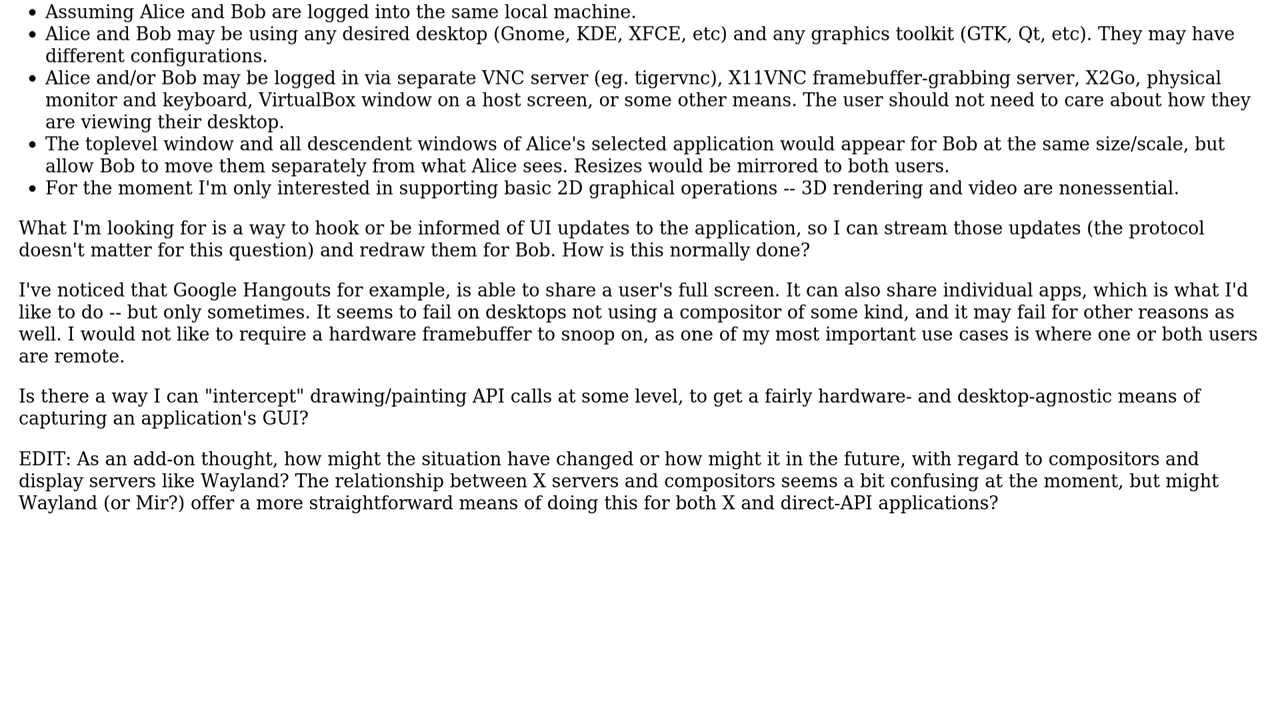 • Assuming Alice and Bob are logged into the same local machine.
• Alice and Bob may be using any desired desktop (Gnome, KDE, XFCE, etc) and any graphics toolkit (GTK, Qt, etc). They may have
different configurations.
• Alice and/or Bob may be logged in via separate VNC server (eg. tigervnc), X11VNC framebuffer-grabbing server, X2Go, physical
monitor and keyboard, VirtualBox window on a host screen, or some other means. The user should not need to care about how they
are viewing their desktop.
• The toplevel window and all descendent windows of Alice's selected application would appear for Bob at the same size/scale, but
allow Bob to move them separately from what Alice sees. Resizes would be mirrored to both users.
• For the moment I'm only interested in supporting basic 2D graphical operations -- 3D rendering and video are nonessential.
What I'm looking for is a way to hook or be informed of UI updates to the application, so I can stream those updates (the protocol
doesn't matter for this question) and redraw them for Bob. How is this normally done?
I've noticed that Google Hangouts for example, is able to share a user's full screen. It can also share individual apps, which is what I'd
like to do -- but only sometimes. It seems to fail on desktops not using a compositor of some kind, and it may fail for other reasons as
well. I would not like to require a hardware framebuffer to snoop on, as one of my most important use cases is where one or both users
are remote.
Is there a way I can "intercept" drawing/painting API calls at some level, to get a fairly hardware- and desktop-agnostic means of
capturing an application's GUI?
EDIT: As an add-on thought, how might the situation have changed or how might it in the future, with regard to compositors and
display servers like Wayland? The relationship between X servers and compositors seems a bit confusing at the moment, but might
Wayland (or Mir?) offer a more straightforward means of doing this for both X and direct-API applications?